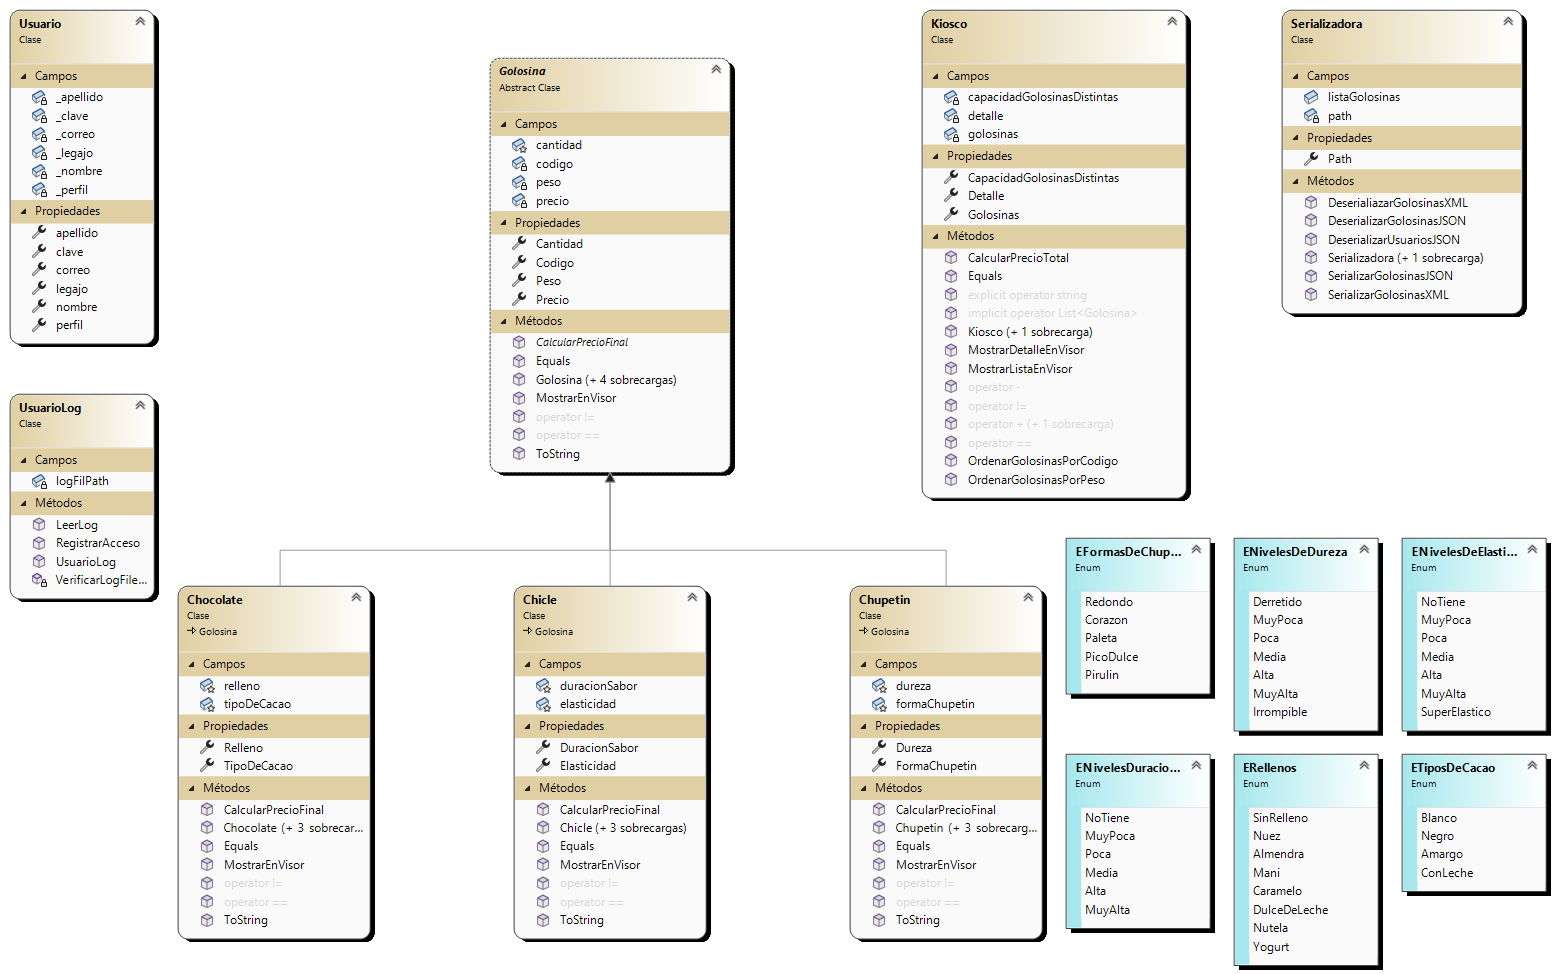 Usuario
Clase
Campos
_apellido
_clave
_correo
_legajo
_nombre
_perfil
Propiedades
apellido
clave
correo
legajo
nombre
perfil
UsuarioLog
Clase
Campos
logFilPath
Métodos
LeerLog
RegistrarAcceso
UsuarioLog
VerificarLogFile...
Golosina
Abstract Clase
Campos
cantidad
codigo
peso
precio
Propiedades
Cantidad
Codigo
Peso
Precio
Métodos
CalcularPrecioFinal
Equals
Golosina (+ 4 sobrecargas)
MostrarEnVisor
operator !=
operator ==
ToString
Kiosco
Clase
Campos
capacidadGolosinasDistintas
detalle
golosinas
Propiedades
CapacidadGolosinasDistintas
Detalle
Golosinas
Métodos
CalcularPrecioTotal
Equals
explicit operator string
implicit operator List<Golosina>
Kiosco (+ 1 sobrecarga)
MostrarDetalleEnVisor
MostrarListaEnVisor
operator -
operator !=
operator + (+ 1 sobrecarga)
operator ==
OrdenarGolosinasPorCodigo
OrdenarGolosinasPorPeso
Serializadora
Clase
Campos
listaGolosinas
path
Propiedades
Path
Métodos
DeserialiazarGolosinasXML
DeserializarGolosinasJSON
DeserializarUsuariosJSON
Serializadora (+ 1 sobrecarga)
SerializarGolosinasJSON
SerializarGolosinasXML
Chocolate
Clase
Golosina
Campos
relleno
tipoDeCacao
Propiedades
Relleno
TipoDeCacao
Métodos
CalcularPrecioFinal
Chocolate (+ 3 sobrecar...
Equals
MostrarEnVisor
operator !=
operator ==
ToString
Chicle
Clase
Golosina
Campos
duracionSabor
elasticidad
Propiedades
DuracionSabor
Elasticidad
Métodos
CalcularPrecioFinal
Chicle (+ 3 sobrecargas)
Equals
MostrarEnVisor
operator !=
operator ==
ToString
Chupetin
Clase
Golosina
Campos
dureza
formaChupetin
Propiedades
Dureza
FormaChupetin
Métodos
CalcularPrecioFinal
Chupetin (+ 3 sobrecarg...
Equals
MostrarEnVisor
operator !=
operator ==
ToString
EFormasDeChup...
Enum
Redondo
Corazon
Paleta
PicoDulce
Pirulin
ENivelesDeDureza
Enum
Derretido
MuyPoca
Poca
Media
Alta
MuyAlta
Irrompible
ENivelesDeElasti...
Enum
NoTiene
MuyPoca
Poca
Media
Alta
MuyAlta
SuperElastico
ENivelesDuracio...
Enum
NoTiene
MuyPoca
Poca
Media
Alta
MuyAlta
ERellenos
Enum
SinRelleno
Nuez
Almendra
Mani
Caramelo
DulceDeLeche
Nutela
Yogurt
ETiposDeCacao
Enum
Blanco
Negro
Amargo
ConLeche